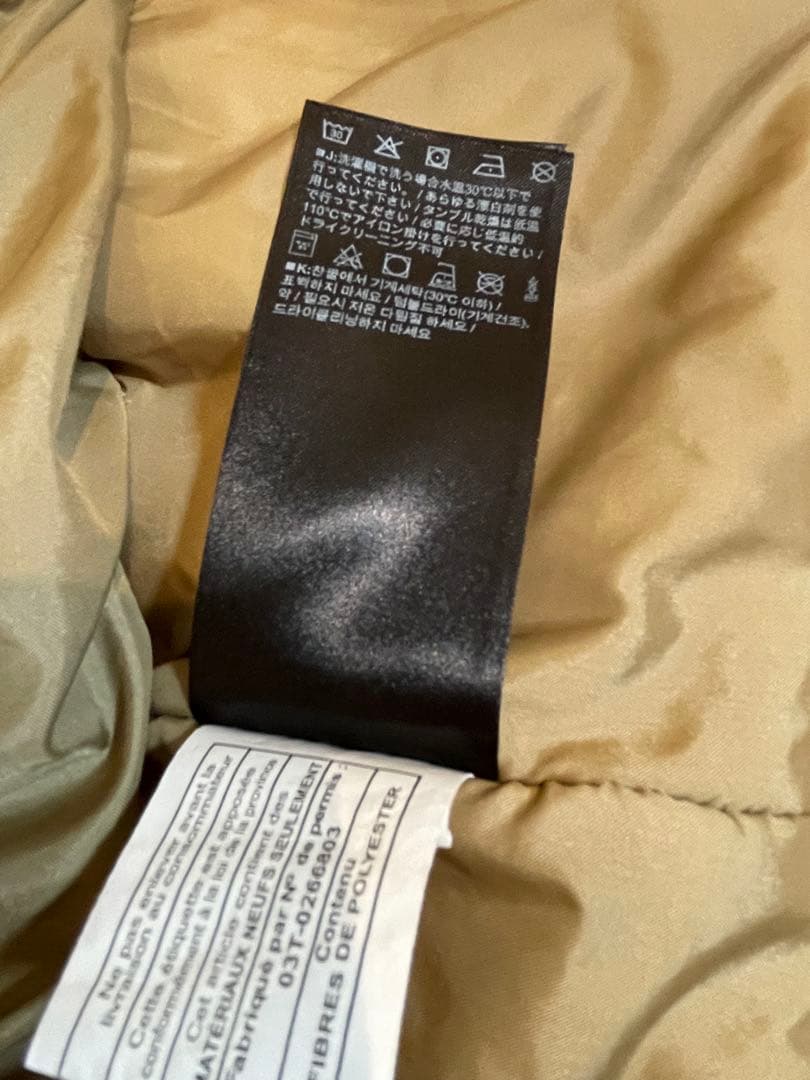 30
■J:洗濯機で洗う場合水温30℃以下で
行ってください。/あらゆる漂白剤を使
用しないで下さい/タンブル乾燥は低温
で行ってください/必要に応じ低温約
110℃でアイロン掛けを行ってください/
ドライクリーニング不可
■K:찬물에서 기계세탁(30℃ 이하)/
표백하지 마세요/텀블드라이(기계건조),
약/필요시 저온 다림질 하세요/
드라이클리닝하지 마세요
Ne pas enlever avant la
livraison au consommateur
Cette étiquette est apposée
conformément à la loi de la province
Cet article contient des
MATÉRIAUX NEUFS SEULEMENT
Fabriqué par Nº de permis :
03T-0266803
Contenu
FIBRES DE POLYESTER